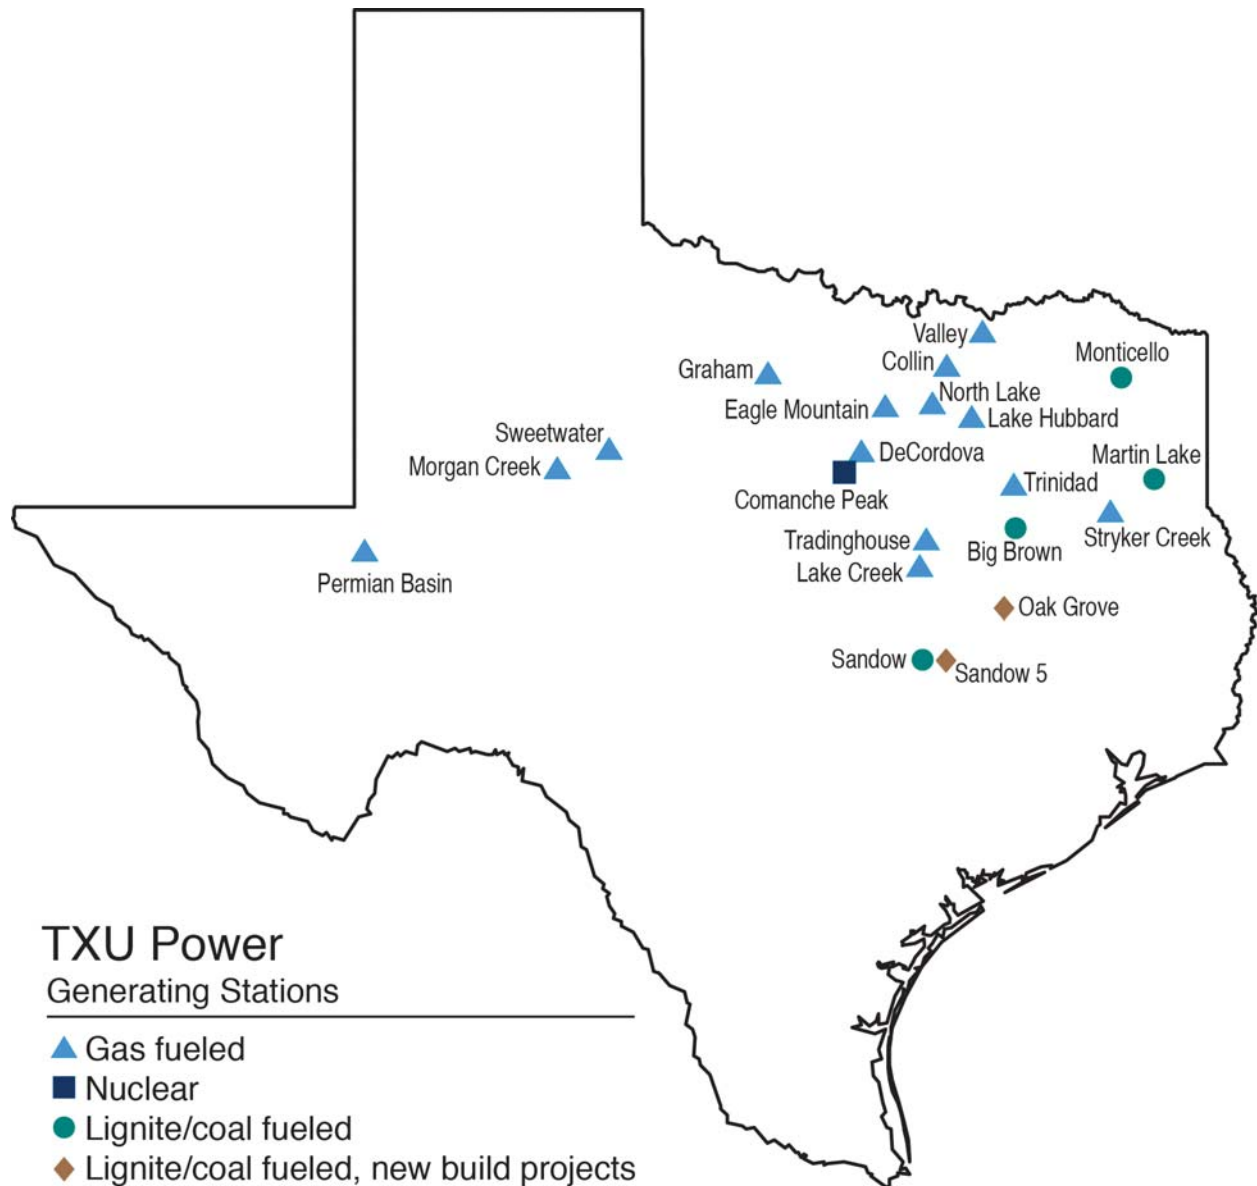 Valley
Collin
Monticello
Graham
North Lake
Eagle Mountain
Lake Hubbard
Sweetwater
Morgan Creek
DeCordova
Martin Lake
Comanche Peak
Trinidad
Tradinghouse
Stryker Creek
Big Brown
Lake Creek
Permian Basin
Oak Grove
Sandow
Sandow 5
TXU Power
Generating Stations
Gas fueled
Nuclear
Lignite/coal fueled
Lignite/coal fueled, new build projects